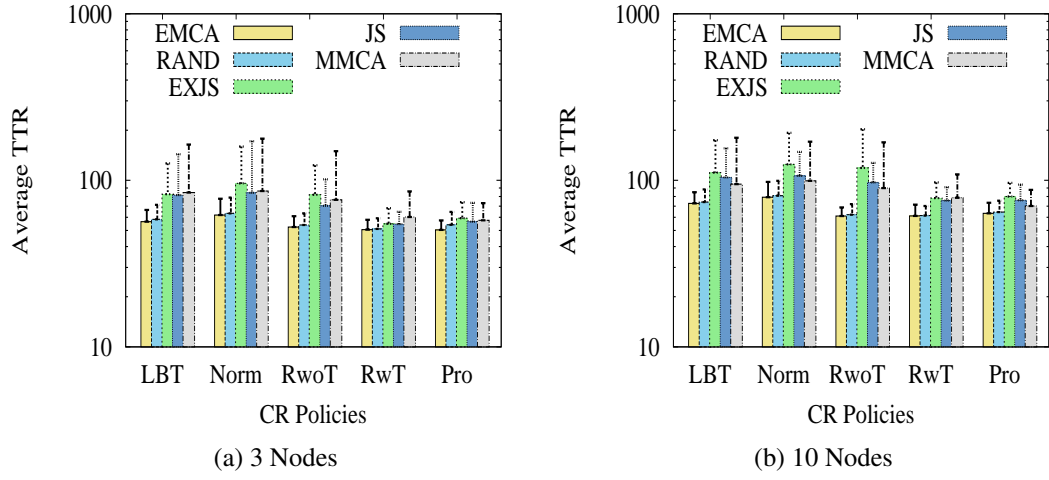 1000
100
10
Average TTR
EMCA
RAND
EXJS
JS
MMCA
LBT Norm RwoT RwT Pro
CR Policies
(a) 3 Nodes
1000
100
10
Average TTR
EMCA
RAND
EXJS
JS
MMCA
LBT Norm RwoT RwT Pro
CR Policies
(b) 10 Nodes